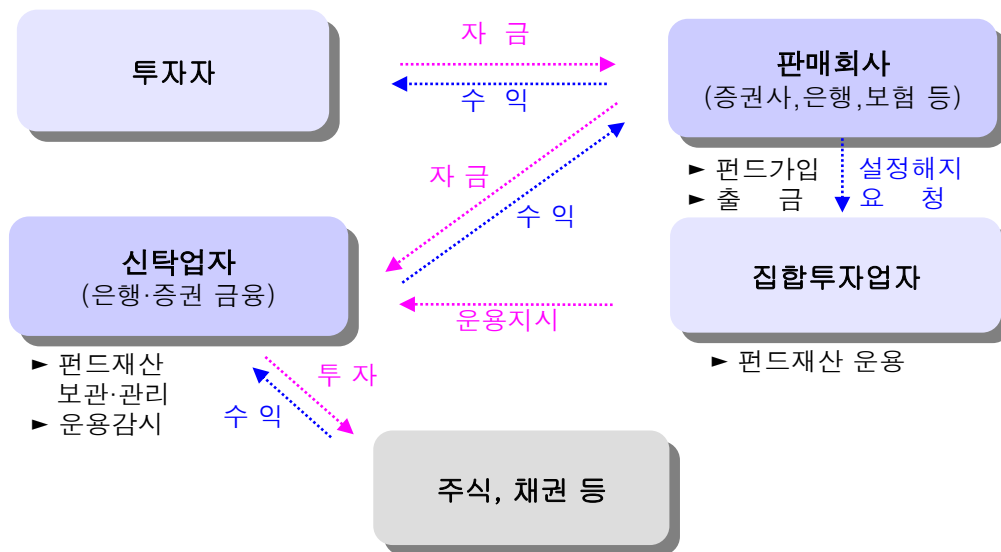 자 금
투자자
수 익
판매회사
(증권사,은행,보험 등)
► 펀드가입
► 출 금
설정해지
요 청
자 금
수 익
신탁업자
(은행·증권 금융)
집합투자업자
운용지시
► 펀드재산
보관·관리
► 운용감시
► 펀드재산 운용
투 자
수 익
주식, 채권 등